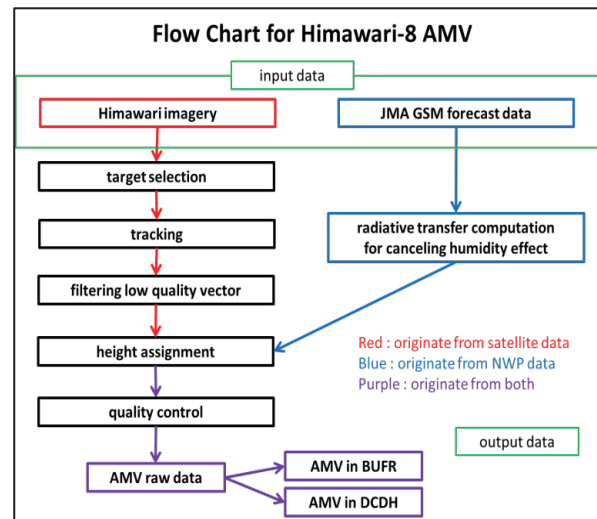 Flow Chart for Himawari-8 AMV
input data
Himawari imagery
JMA GSM forecast data
target selection
tracking
radiative transfer computation
for canceling humidity effect
filtering low quality vector
height assignment
Red : originate from satellite data
Blue : originate from NWP data
Purple : originate from both
quality control
output data
AMV raw data
AMV in BUFR
AMV in DCDH